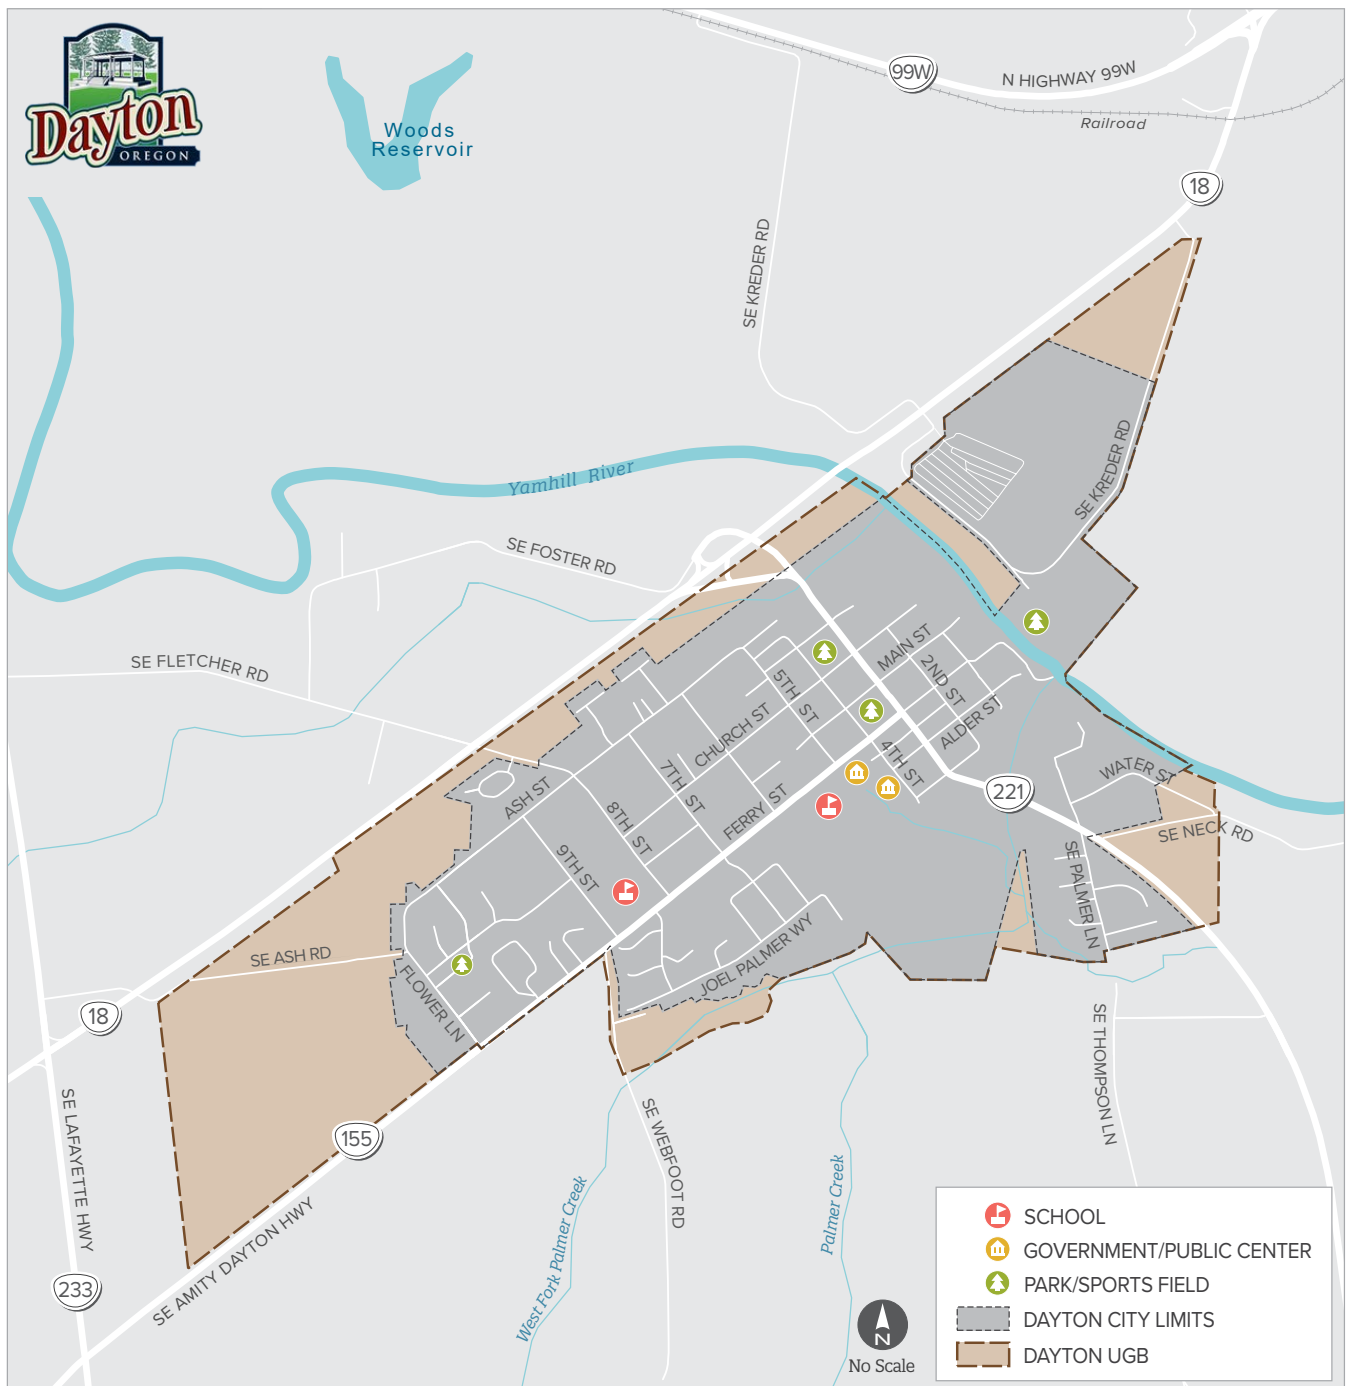 Dayton
OREGON
Woods
Reservoir
99W
N HIGHWAY 99W
Railroad
18
SE KREDER RD
SE KREDER RD
Yamhill River
SE FOSTER RD
SE FLETCHER RD
MAIN ST
2ND ST
5TH ST
ALDER ST
CHURCH ST
4TH ST
WATER ST
7TH ST
221
ASH ST
FERRY ST
8TH ST
SE NECK RD
9TH ST
SE PALMER LN
SE ASH RD
JOEL PALMER WY
FLOWER LN
18
SE THOMPSON LN
SE LAFAYETTE HWY
155
SE WEBFOOT RD
SE AMITY DAYTON HWY
West Fork Palmer Creek
Palmer Creek
233
N
No Scale
SCHOOL
GOVERNMENT/PUBLIC CENTER
PARK/SPORTS FIELD
DAYTON CITY LIMITS
DAYTON UGB